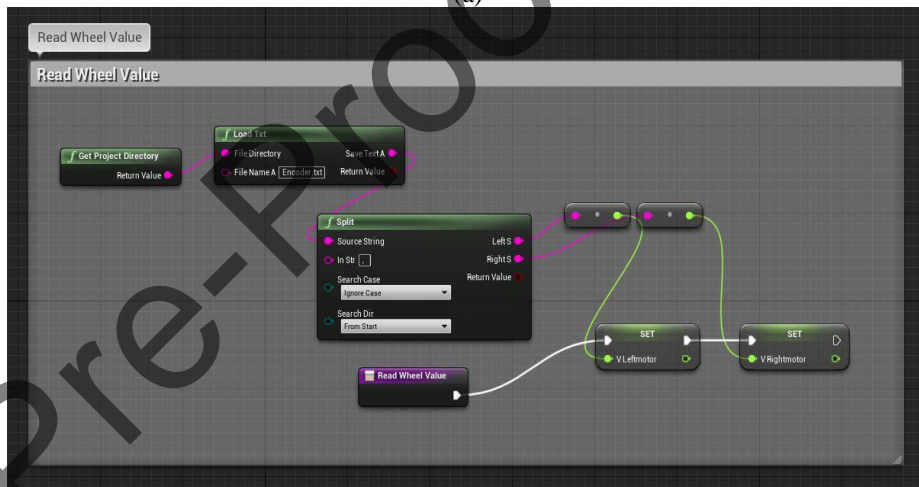 (a)
Read Wheel Value
Read Wheel Value
f Load Txt
File Directory
Save Text A
File Name A Encoder.txt
Return Value
f Get Project Directory
Return Value
f Split
Source String
Left S
In Str ,
Right S
Search Case
Return Value
Ignore Case
Search Dir
From Start
SET
V Leftmotor
SET
V Rightmotor
Read Wheel Value
Pre-Proo